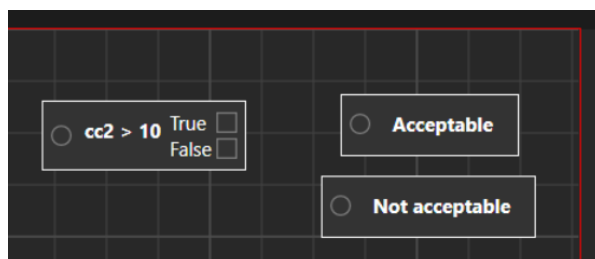 cc2 > 10
True
False
Acceptable
Not acceptable